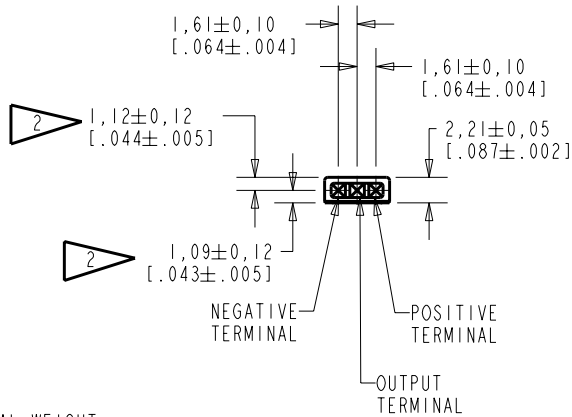 1,61±0,10
[.064±.004]
1,61±0,10
[.064±.004]
2
1,12±0,12
[.044±.005]
2,21±0,05
[.087±.002]
2
1,09±0,12
[.043±.005]
NEGATIVE
TERMINAL
POSITIVE
TERMINAL
OUTPUT
TERMINAL
WEIGHT